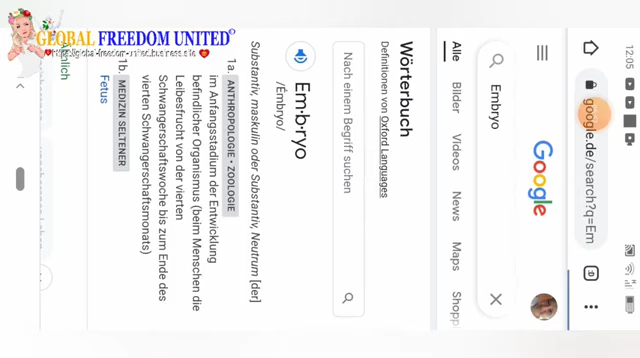 GLOBAL FREEDOM UNITED©
12:05
google.de/search?q=Em
Google
Embryo
Alle
Bilder
Videos
News
Maps
Shopp
Wörterbuch
Definitionen von Oxford Languages
Nach einem Begriff suchen
Em·b·ryo
/Émbryo/
Substantiv, maskulin oder Substantiv, Neutrum [der]
1a. ANTHROPOLOGIE • ZOOLOGIE
im Anfangsstadium der Entwicklung
befindlicher Organismus (beim Menschen die
Leibesfrucht von der vierten
Schwangerschaftswoche bis zum Ende des
vierten Schwangerschaftsmonats)
1b. MEDIZIN SELTENER
Fetus